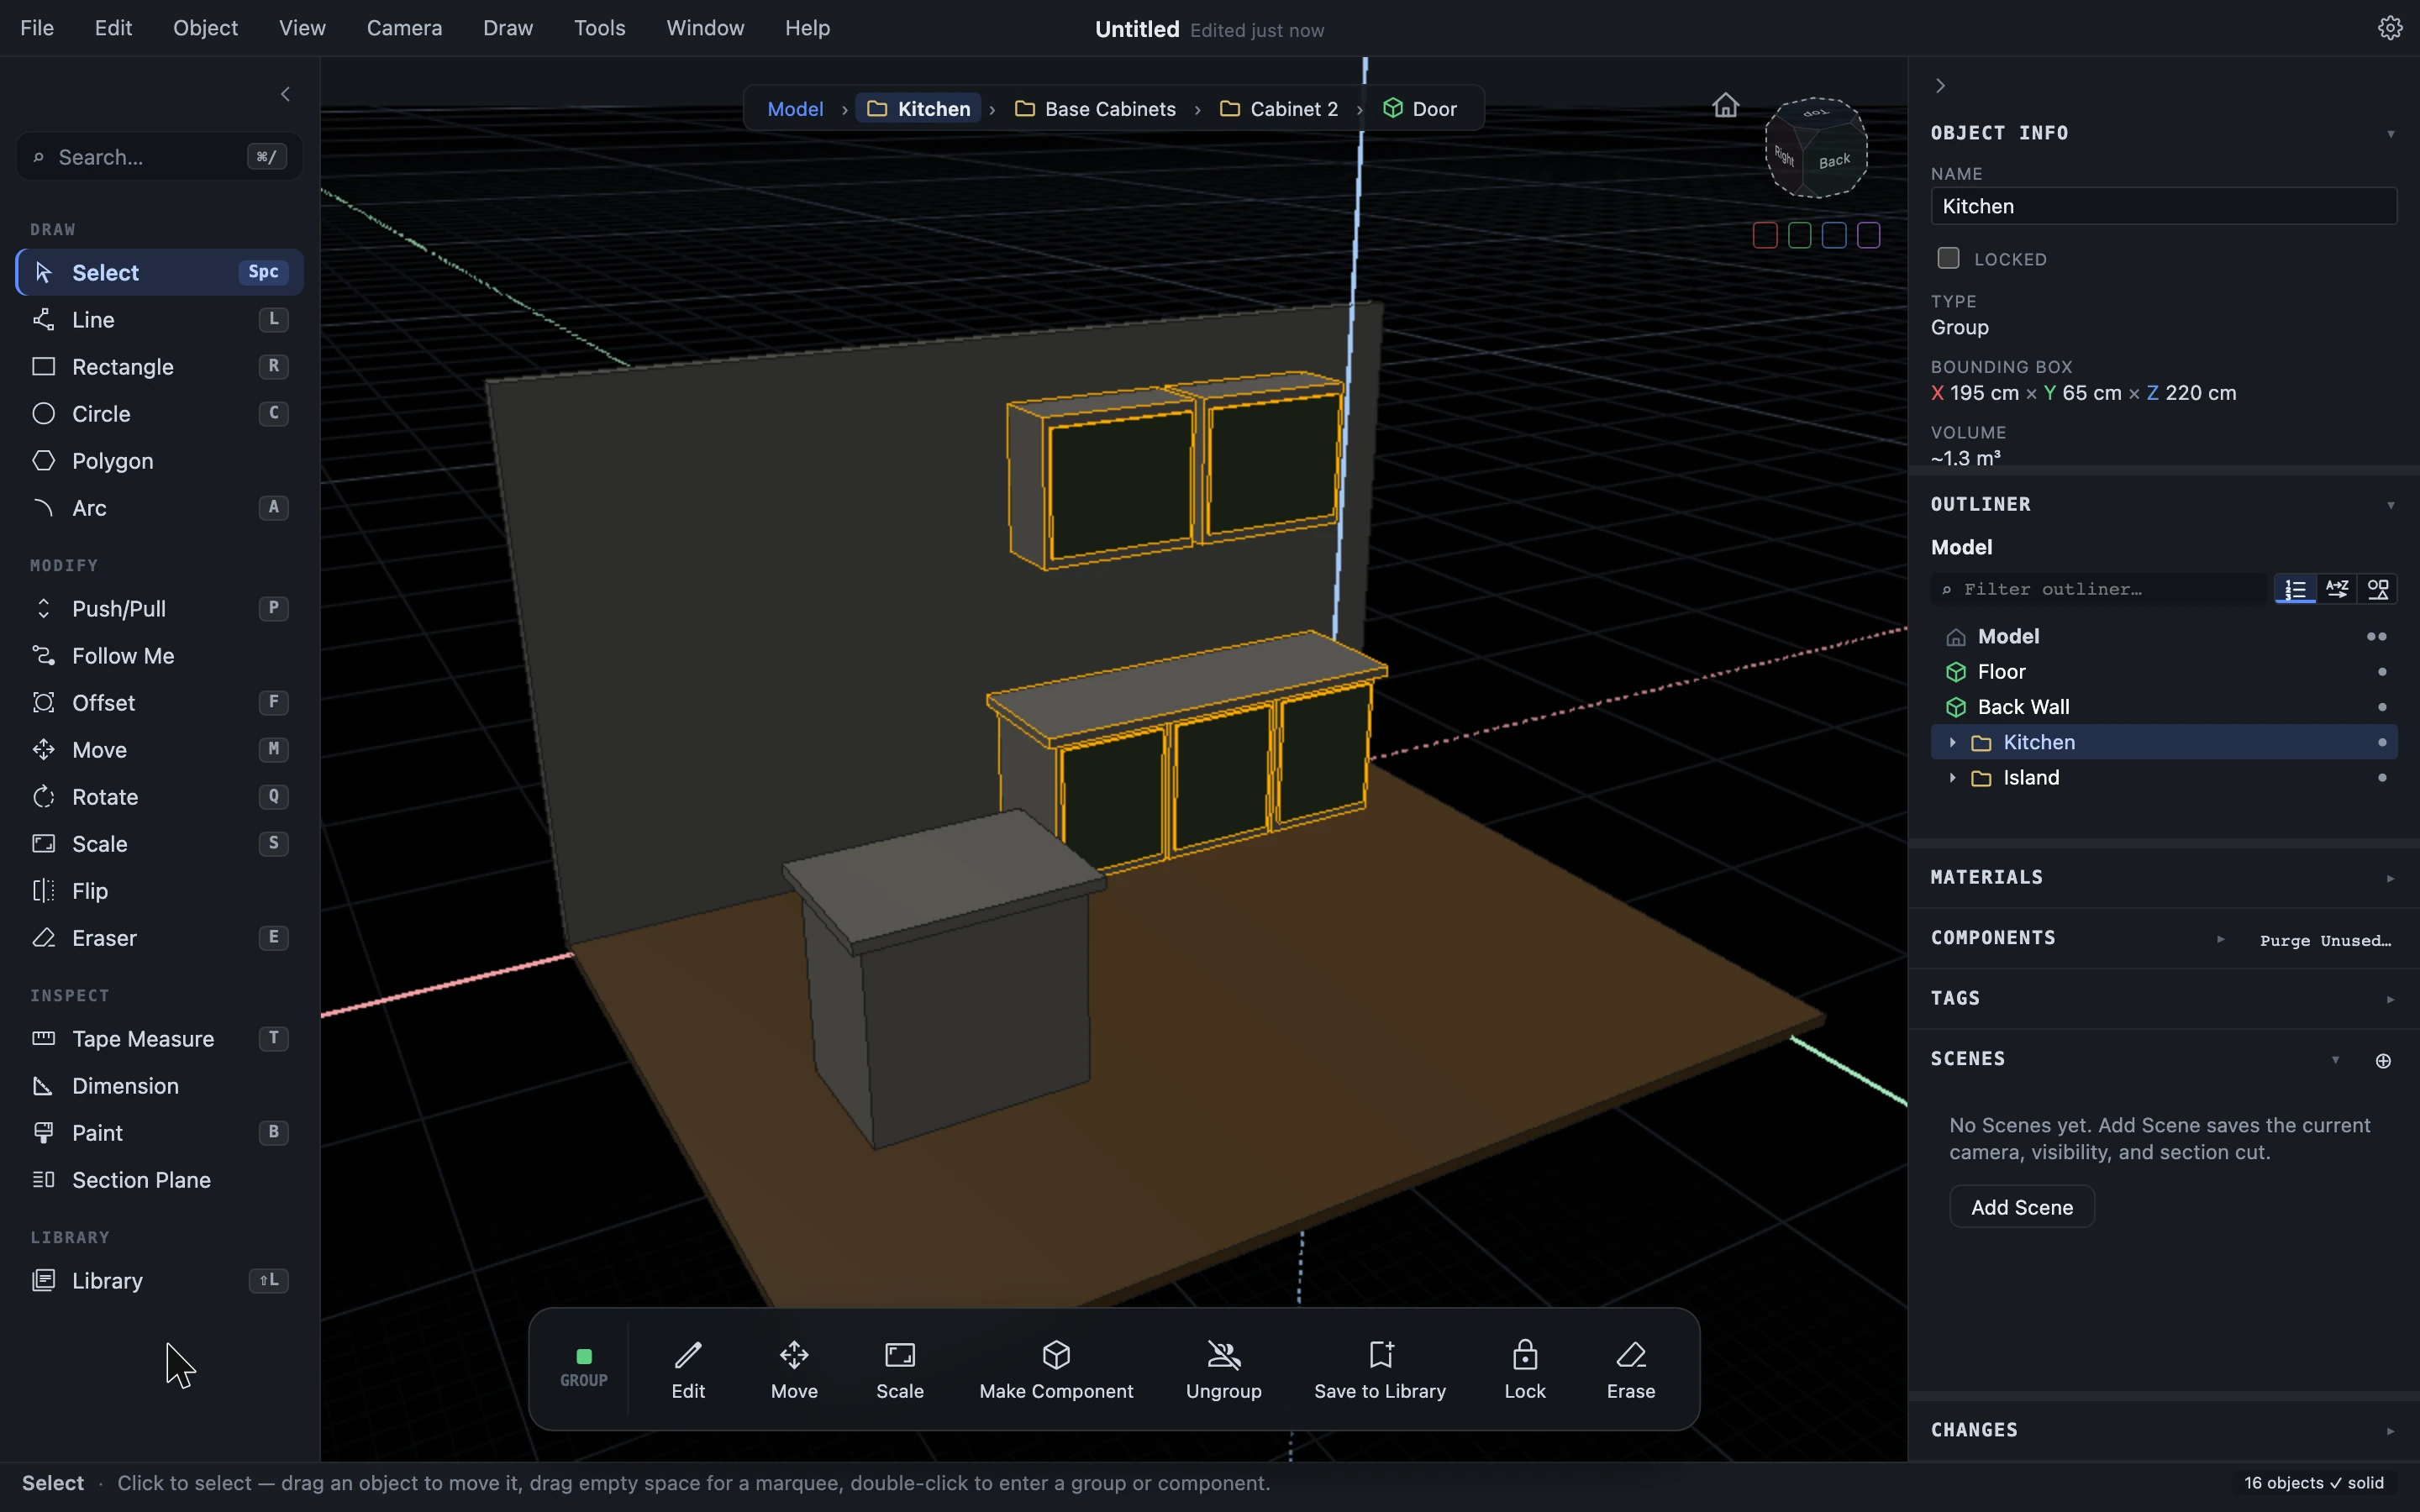 File Edit Object View Camera Draw Tools Window Help
Untitled Edited just now
Search... ⌘/
DRAW
Select Spc
Line L
Rectangle R
Circle C
Polygon
Arc A
MODIFY
Push/Pull P
Follow Me
Offset F
Move M
Rotate Q
Scale S
Flip
Eraser E
INSPECT
Tape Measure T
Dimension
Paint B
Section Plane
LIBRARY
Library ⇧L
Model › Kitchen › Base Cabinets › Cabinet 2 › Door
Top
Right
Back
GROUP
Edit
Move
Scale
Make Component
Ungroup
Save to Library
Lock
Erase
OBJECT INFO
NAME
Kitchen
LOCKED
TYPE
Group
BOUNDING BOX
X 195 cm × Y 65 cm × Z 220 cm
VOLUME
~1.3 m³
OUTLINER
Model
Filter outliner…
Model
Floor
Back Wall
Kitchen
Island
MATERIALS
COMPONENTS Purge Unused…
TAGS
SCENES
No Scenes yet. Add Scene saves the current
camera, visibility, and section cut.
Add Scene
CHANGES
Select · Click to select — drag an object to move it, drag empty space for a marquee, double-click to enter a group or component.
16 objects ✓ solid